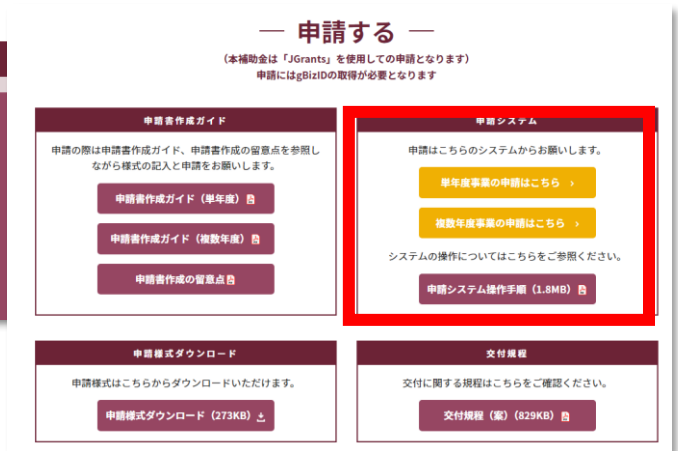 申請する
(本補助金は「JGrants」を使用しての申請となります)
申請にはgBizIDの取得が必要となります
申請書作成ガイド
申請の際は申請書作成ガイド、申請書作成の留意点を参照し
ながら様式の記入と申請をお願いします。
申請書作成ガイド（単年度）
申請書作成ガイド（複数年度）
申請書作成の留意点
申請システム
申請はこちらのシステムからお願いします。
単年度事業の申請はこちら ›
複数年度事業の申請はこちら ›
システムの操作についてはこちらをご参照ください。
申請システム操作手順（1.8MB）
申請様式ダウンロード
申請様式はこちらからダウンロードいただけます。
申請様式ダウンロード（273KB）
交付規程
交付に関する規程はこちらをご確認ください。
交付規程（案）（829KB）